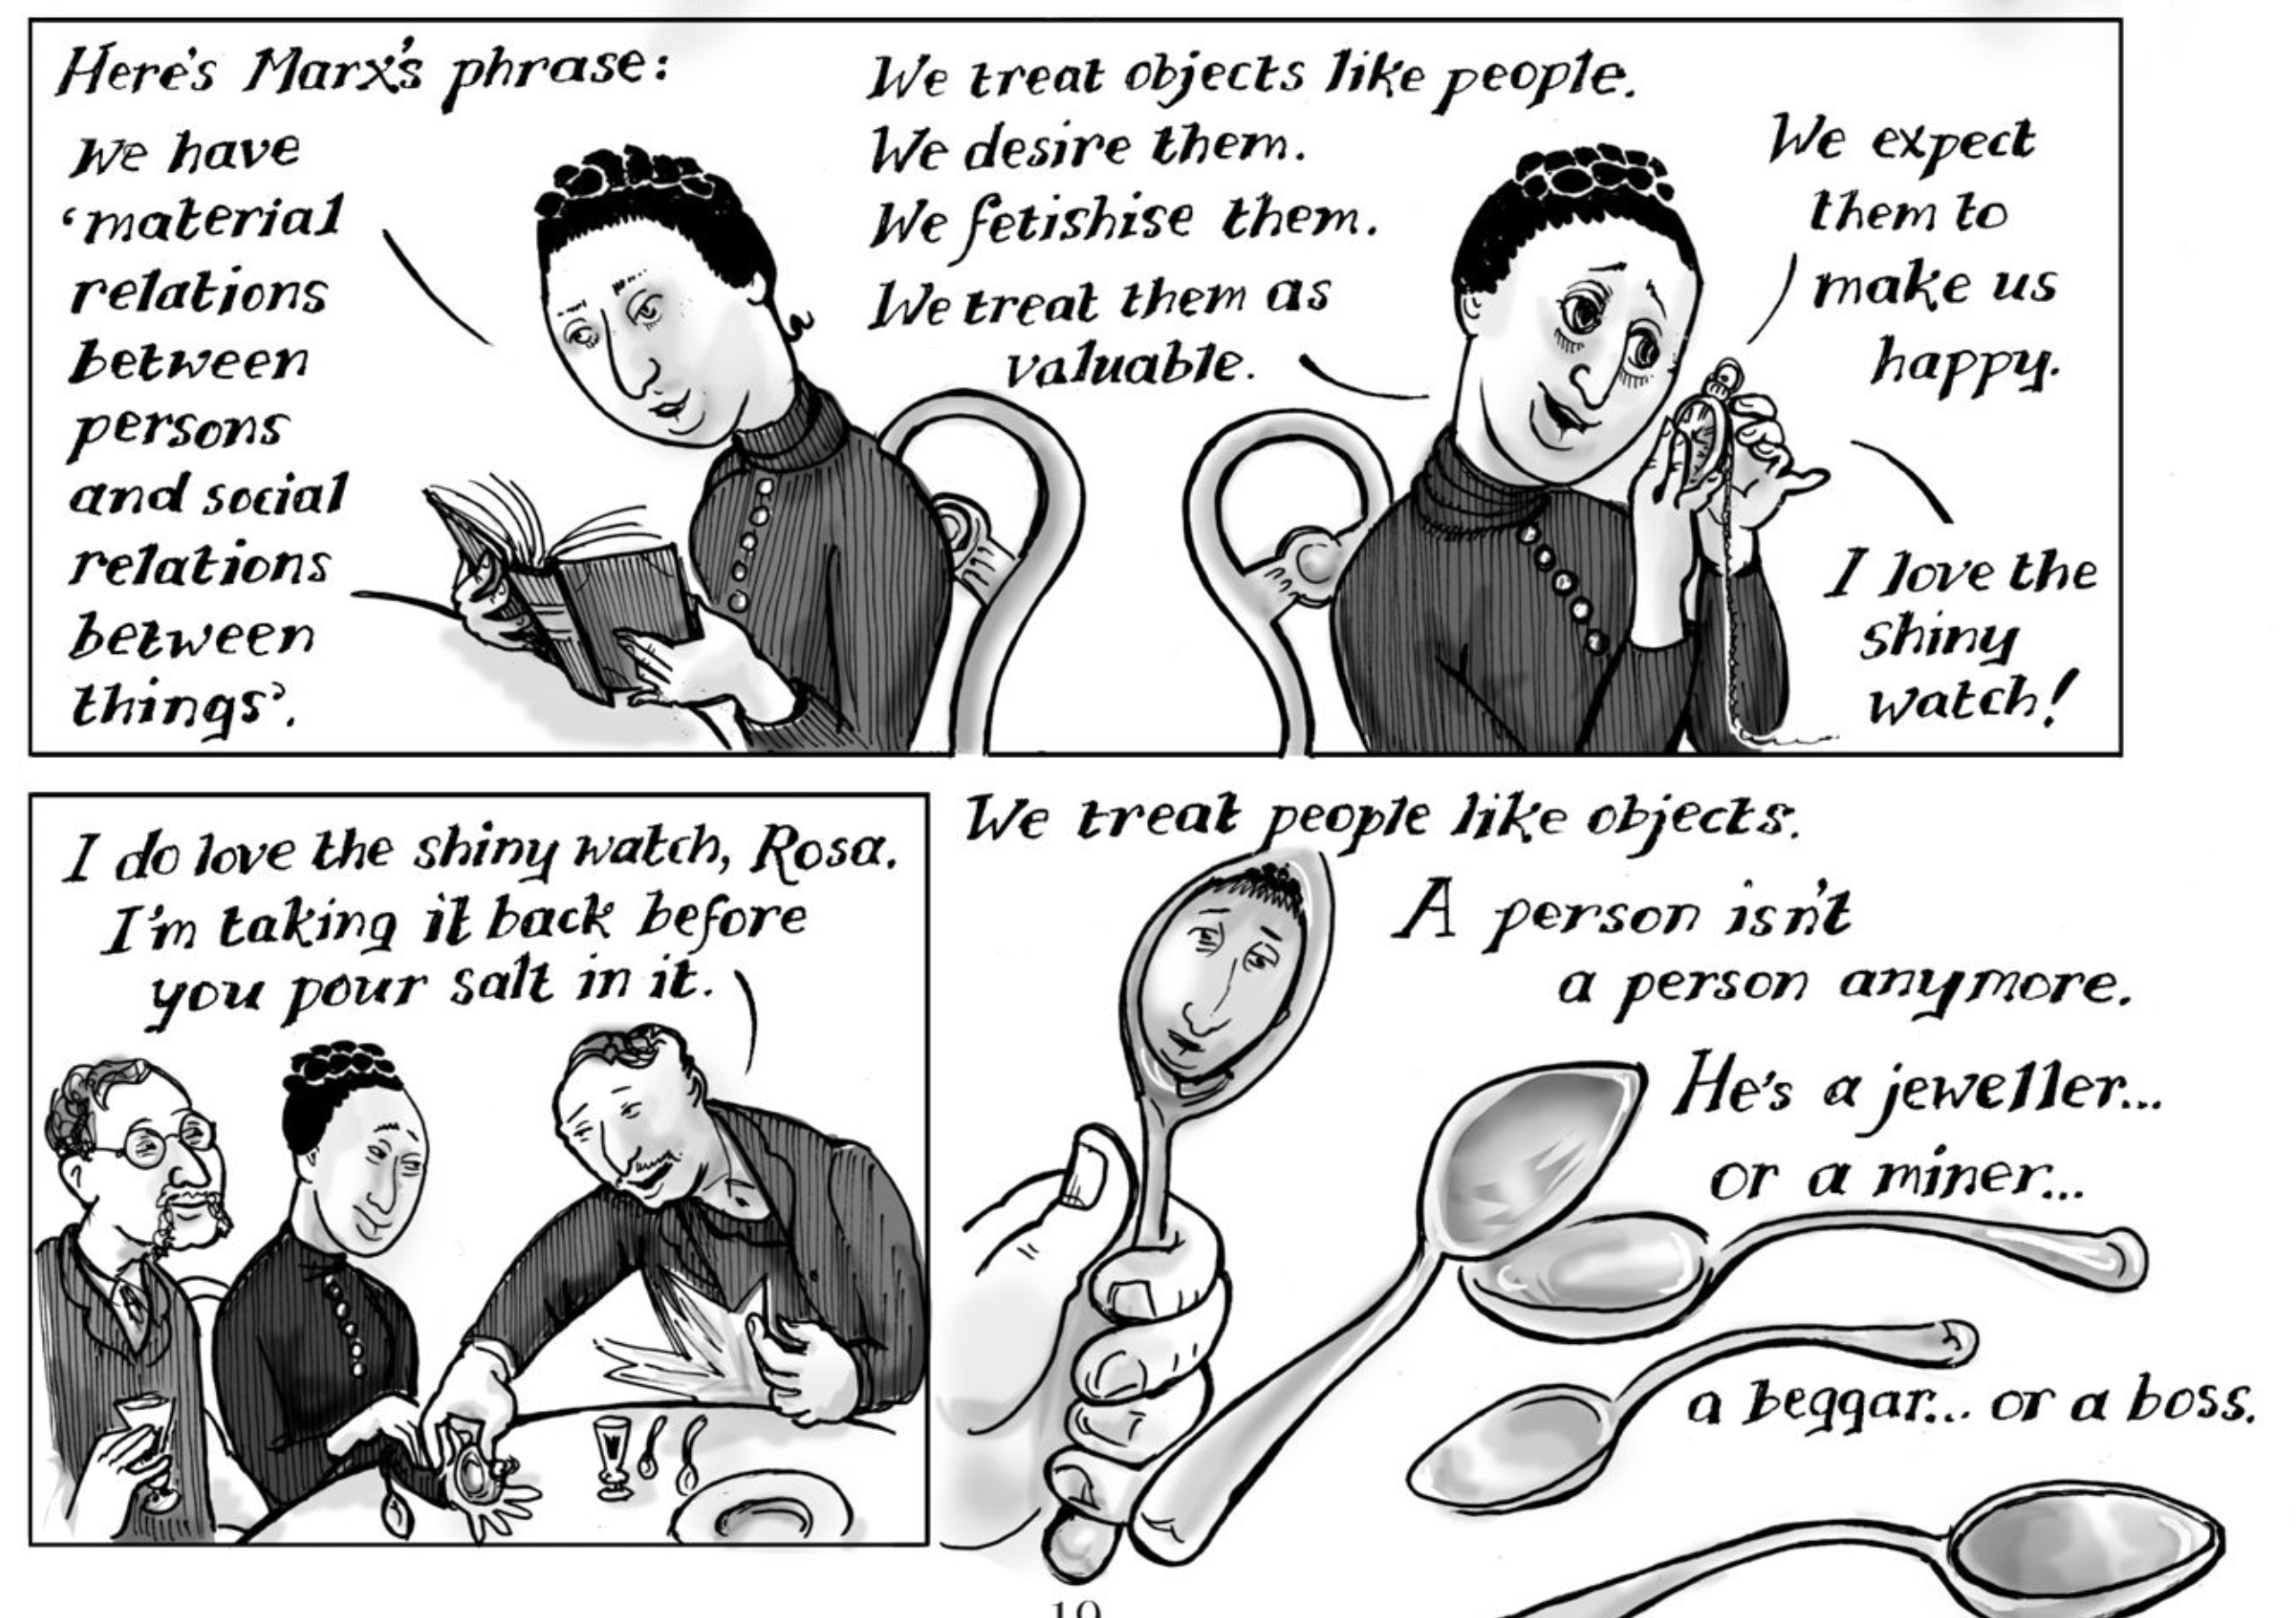 Here's Marx's phrase:
We have
‘material
relations
between
persons
and social
relations
between
things’.
We treat objects like people.
We desire them.
We fetishise them.
We treat them as
valuable.
We expect
them to
make us
happy.
I love the
shiny
watch!
I do love the shiny watch, Rosa.
I'm taking it back before
you pour salt in it.
We treat people like objects.
A person isn't
a person anymore.
He's a jeweller...
or a miner...
a beggar... or a boss.